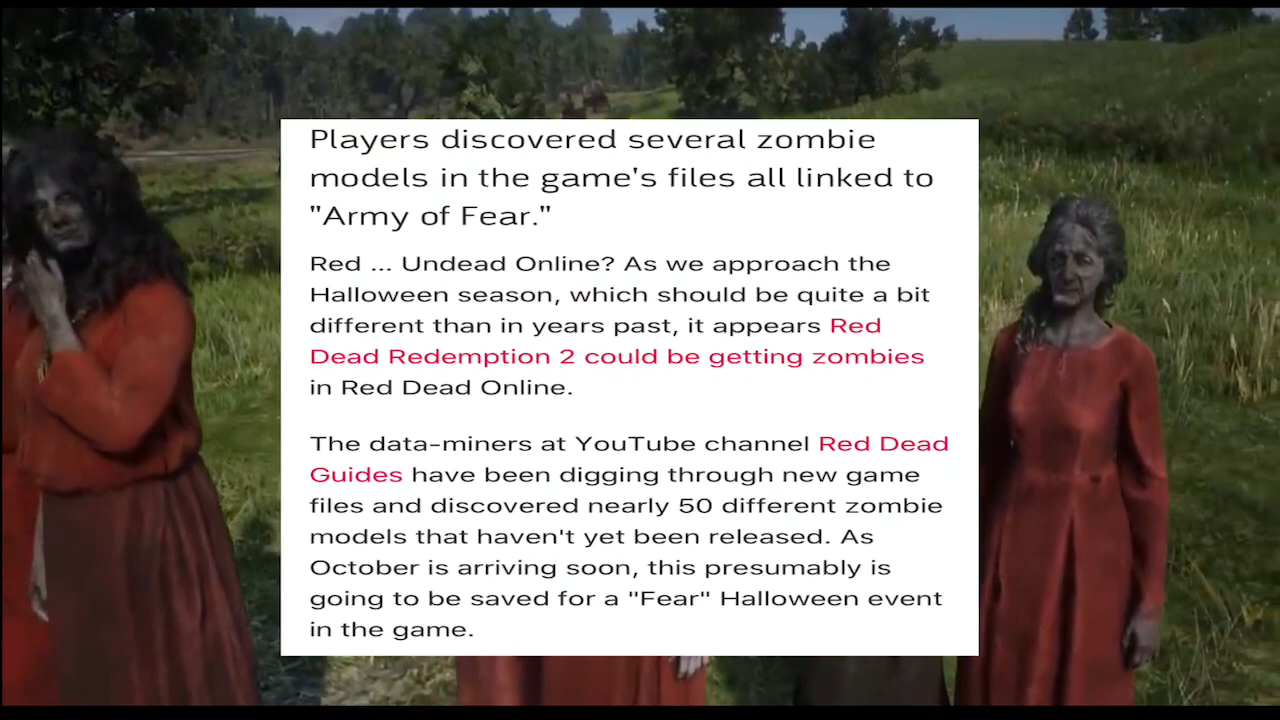 Players discovered several zombie
models in the game's files all linked to
"Army of Fear."
Red ... Undead Online? As we approach the
Halloween season, which should be quite a bit
different than in years past, it appears Red
Dead Redemption 2 could be getting zombies
in Red Dead Online.
The data-miners at YouTube channel Red Dead
Guides have been digging through new game
files and discovered nearly 50 different zombie
models that haven't yet been released. As
October is arriving soon, this presumably is
going to be saved for a "Fear" Halloween event
in the game.